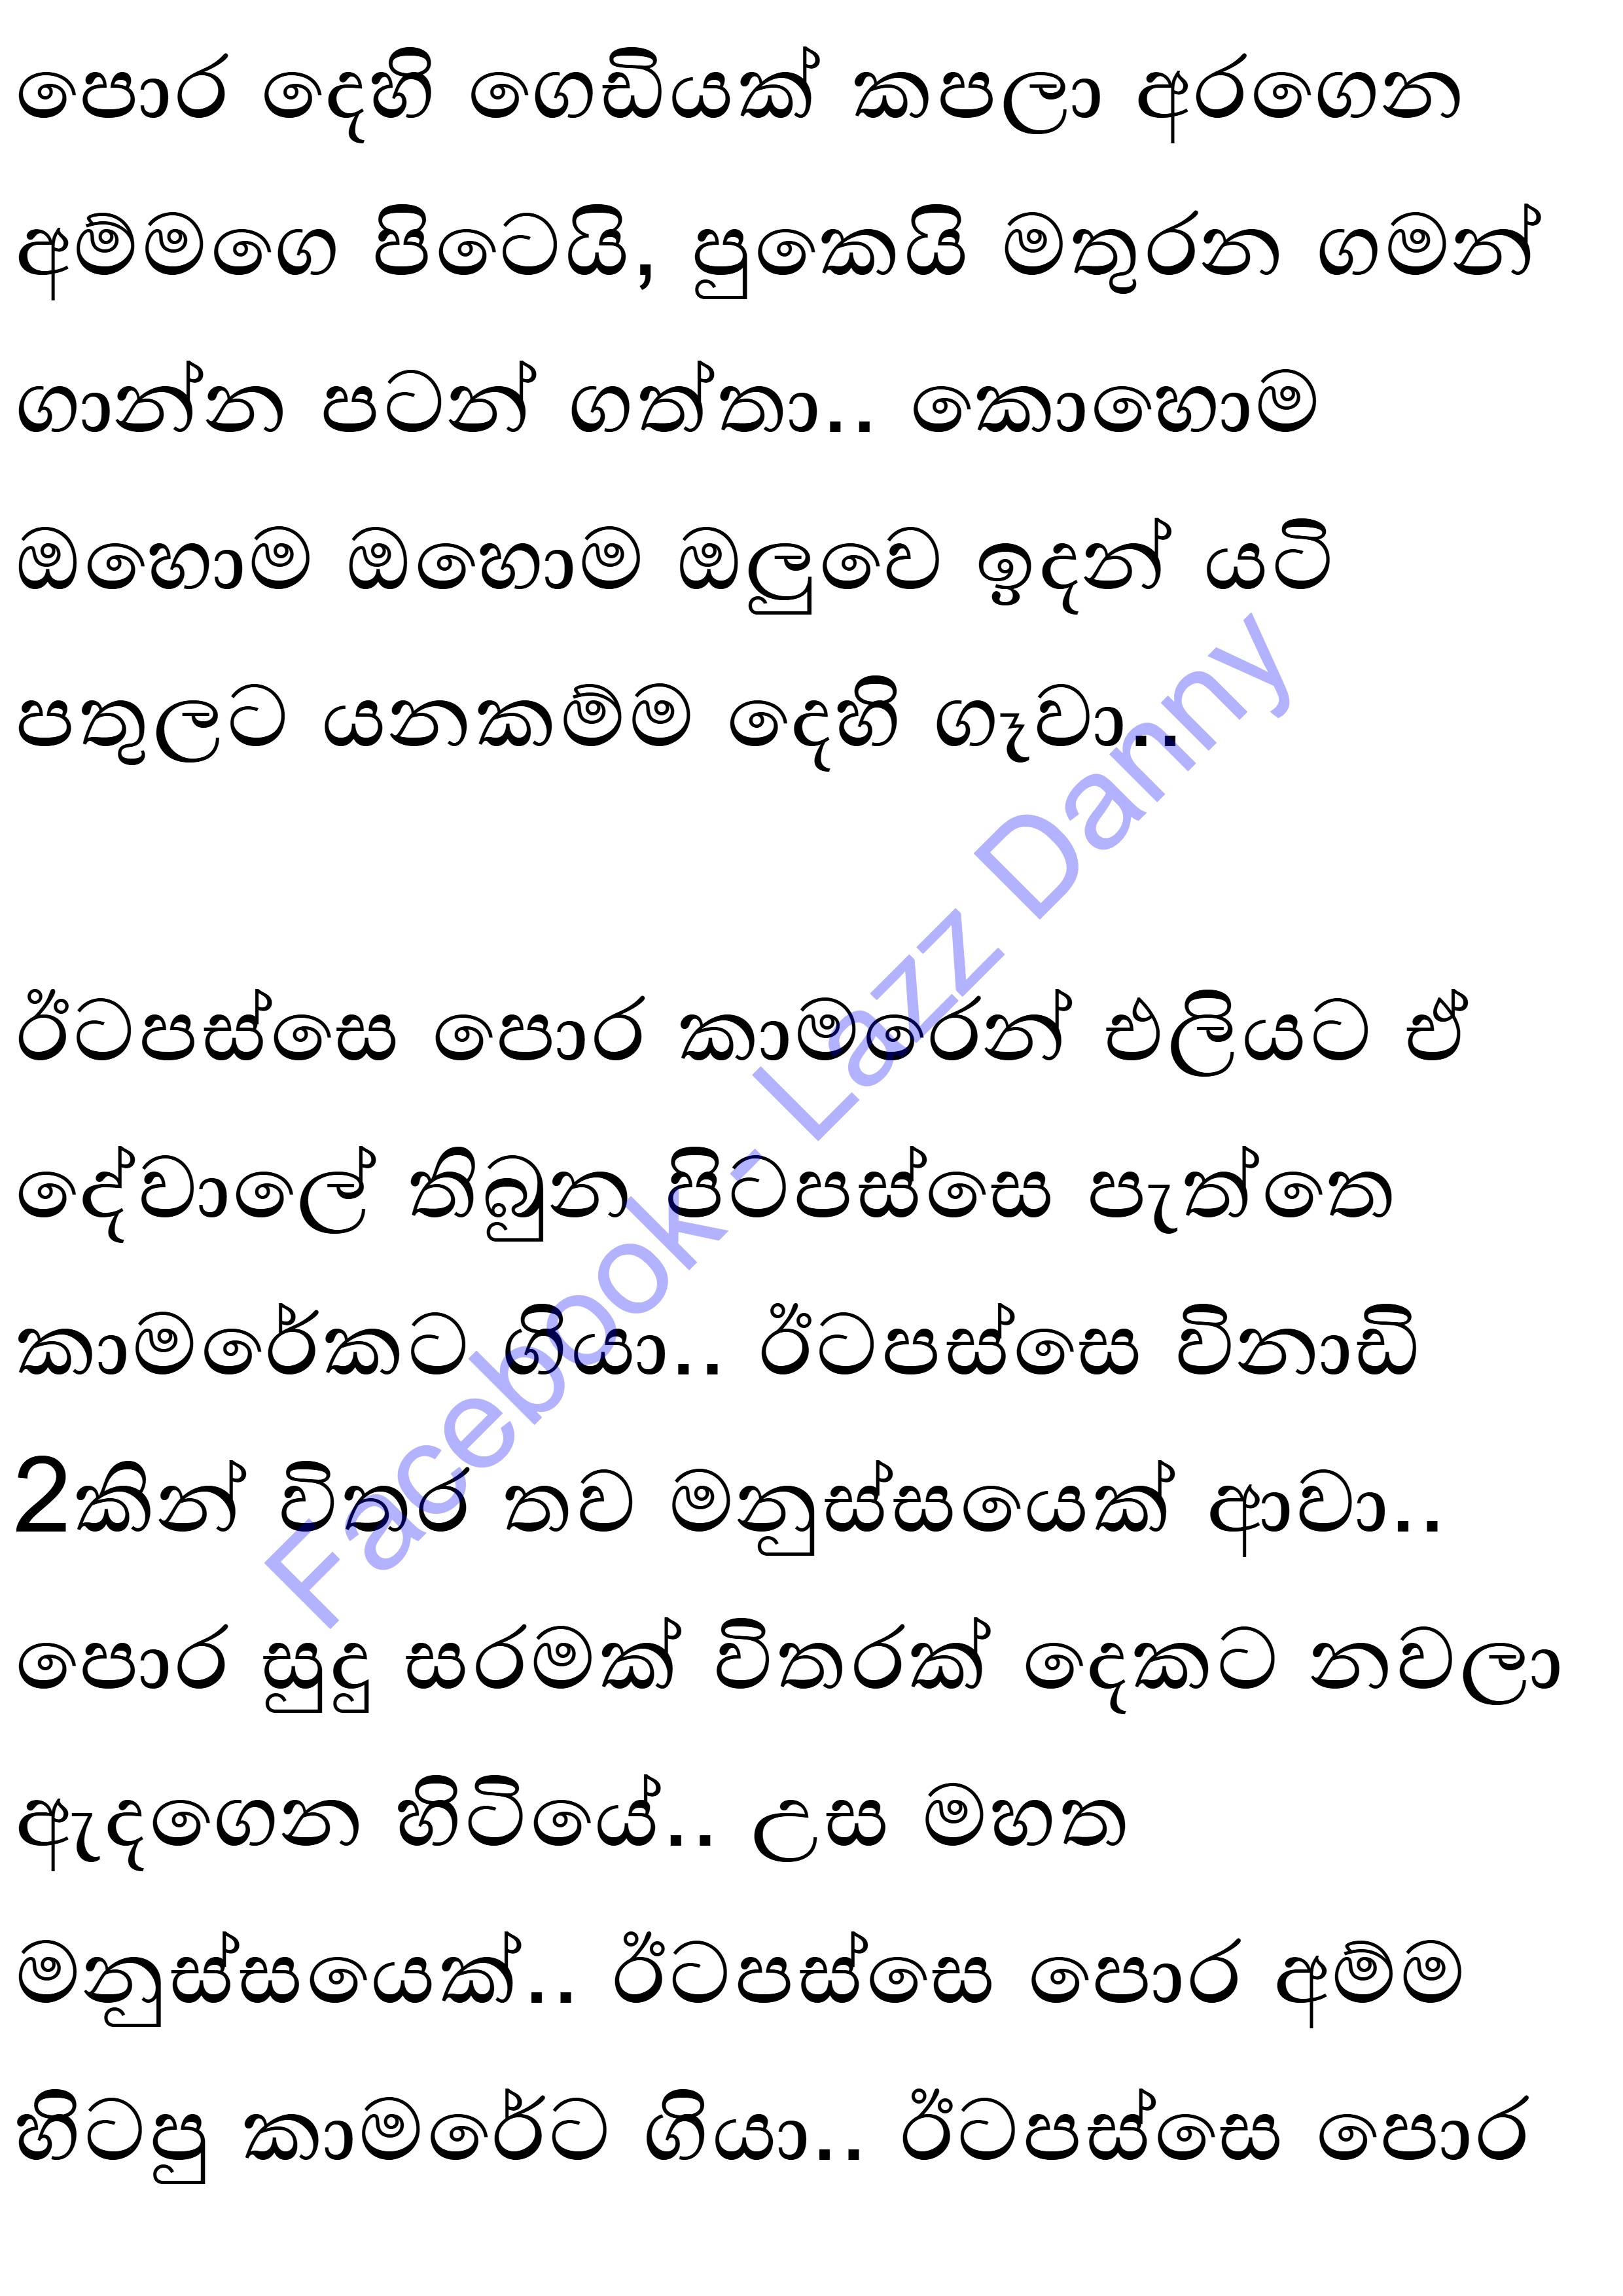 පොර දෙහි ගෙඩියක් කපලා අරගෙන
අම්මගෙ පිටෙයි, පුකෙයි මතුරන ගමන්
ගාන්න පටන් ගත්තා.. කොහොම
ඔහොම ඔහොම ඔලුවෙ ඉදන් යටි
පතුලට යනකම්ම දෙහි ගෑවා..
ඊටපස්සෙ පොර කාමරෙන් එලියට ඒ
දේවාලේ තිබුන පිටපස්සෙ පැත්තෙ
කාමරේකට ගියා.. ඊටපස්සෙ විනාඩි
2කින් විතර තව මනුස්සයෙක් ආවා..
පොර සුදු සරමක් විතරක් දෙකට නවලා
ඇදගෙන හිටියේ.. උස මහත
මනුස්සයෙක්.. ඊටපස්සෙ පොර අම්ම
හිටපු කාමරේට ගියා.. ඊටපස්සෙ පොර
Facebook - Lazz Danny